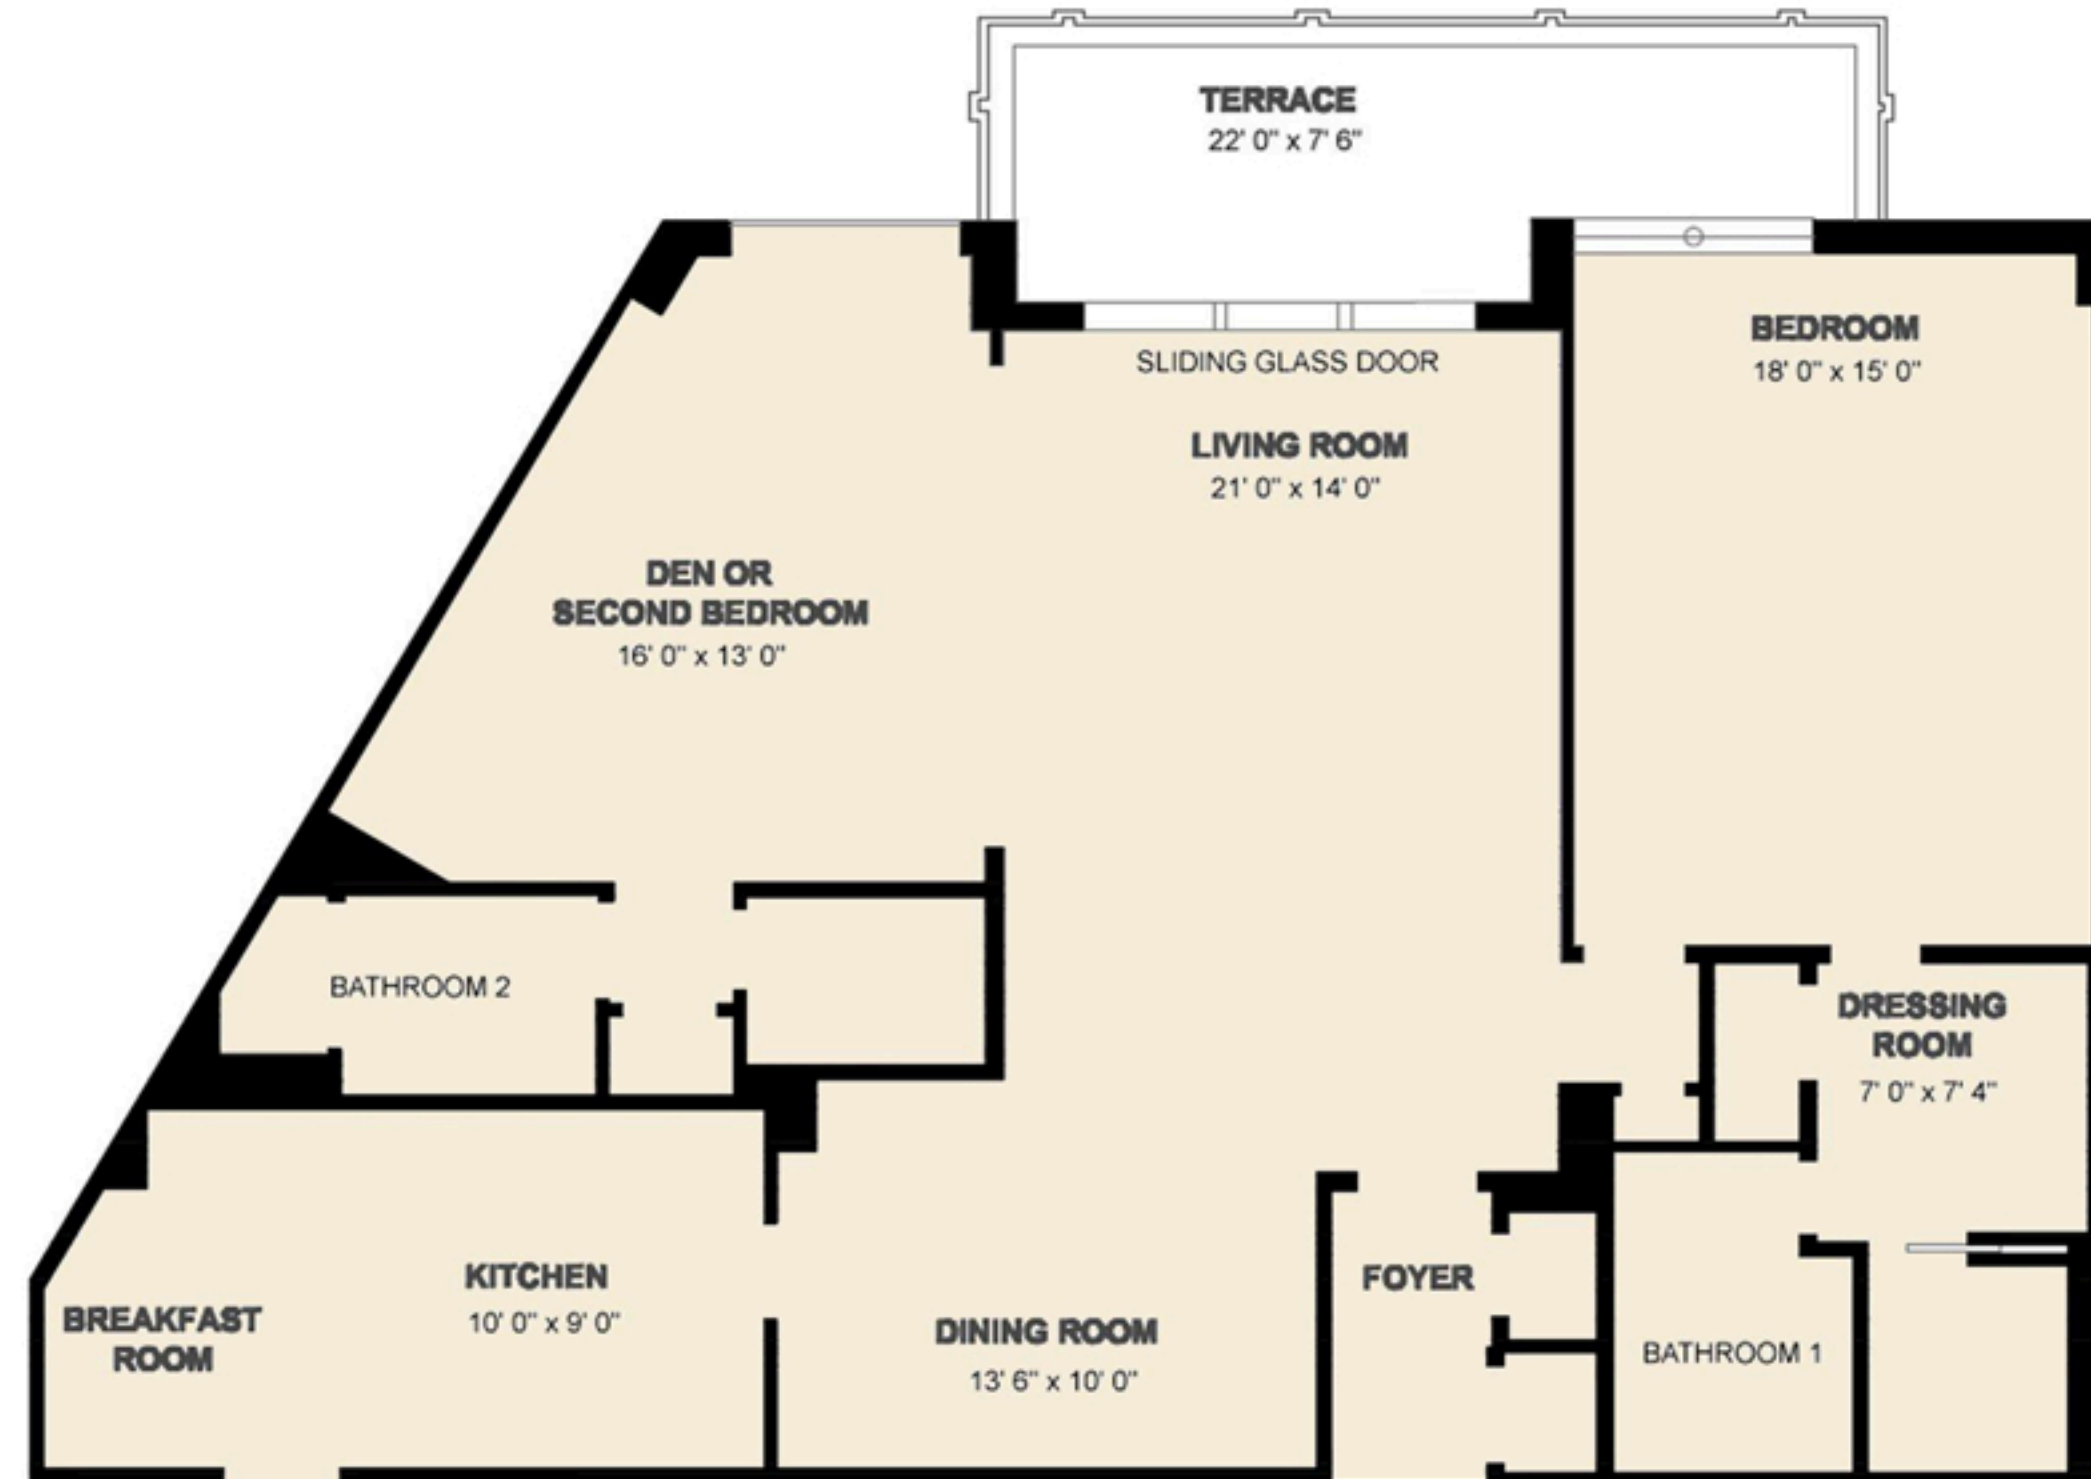 TERRACE
22' 0" x 7' 6"
BEDROOM
18' 0" x 15' 0"
SLIDING GLASS DOOR
LIVING ROOM
21' 0" x 14' 0"
DEN OR
SECOND BEDROOM
16' 0" x 13' 0"
BATHROOM 2
DRESSING
ROOM
7' 0" x 7' 4"
KITCHEN
10' 0" x 9' 0"
BREAKFAST
ROOM
DINING ROOM
13' 6" x 10' 0"
FOYER
BATHROOM 1